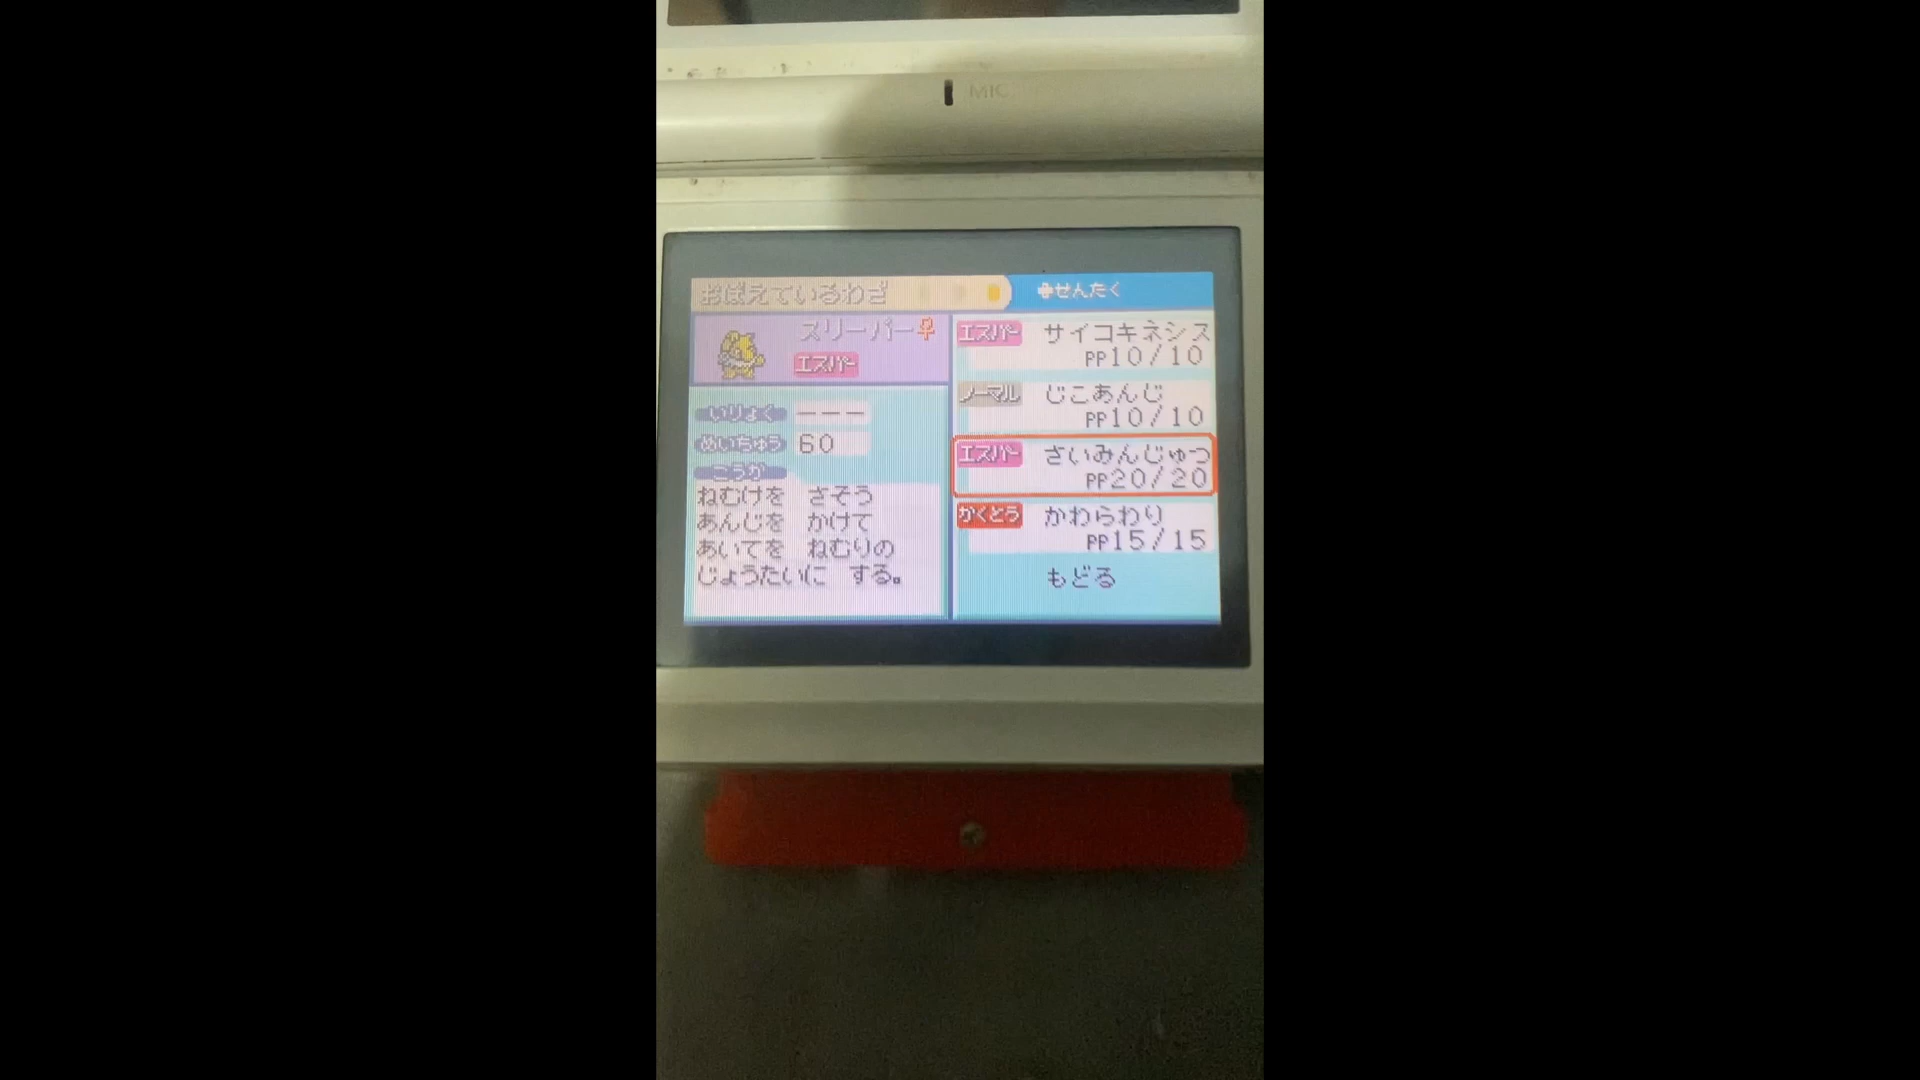 MIC
おぼえているわざ
せんたく
スリーパー♀
エスパー
いりょく ---
めいちゅう 60
こうか
ねむけを さそう
あんじを かけて
あいてを ねむりの
じょうたいに する。
エスパー サイコキネシス
PP10/10
ノーマル じこあんじ
PP10/10
エスパー さいみんじゅつ
PP20/20
かくとう かわらわり
PP15/15
もどる